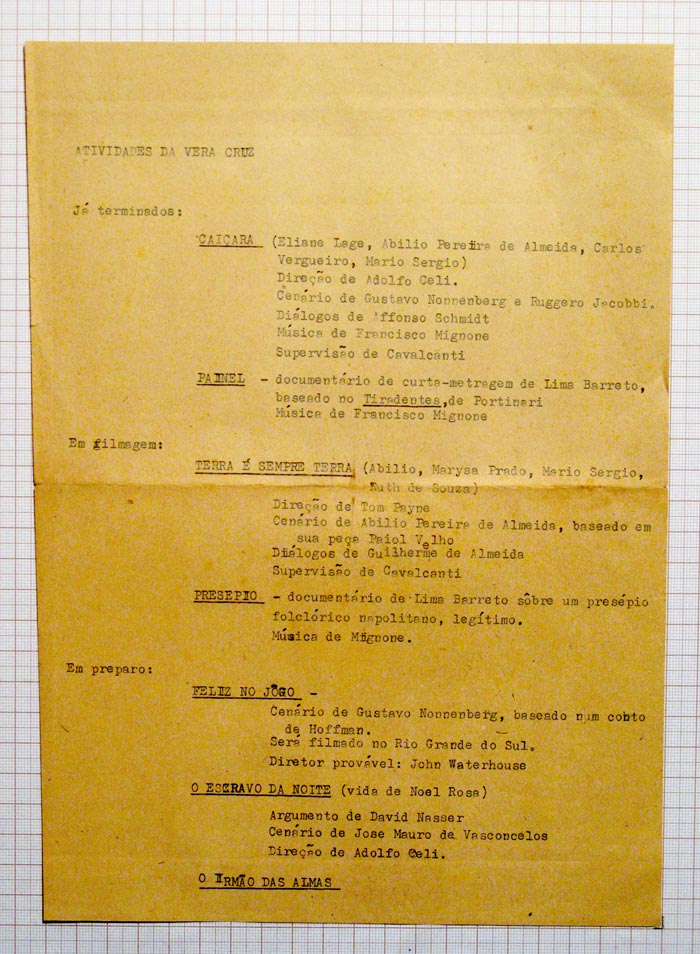 ATIVIDADES DA VERA CRUZ
Já terminados:
CAIÇARA (Eliane Lage, Abilio Pereira de Almeida, Carlos
Vergueiro, Mario Sergio)
Direção de Adolfo Celi.
Cenário de Gustavo Nonnenberg e Ruggero Jacobbi.
Diálogos de Affonso Schmidt
Música de Francisco Mignone
Supervisão de Cavalcanti
PAINEL - documentário de curta-metragem de Lima Barreto,
baseado no Tiradentes, de Portinari
Música de Francisco Mignone
Em filmagem:
TERRA É SEMPRE TERRA (Abilio, Marysa Prado, Mario Sergio,
Ruth de Souza)
Direção de Tom Payne
Cenário de Abilio Pereira de Almeida, baseado em
sua peça Paiol Velho
Diálogos de Guilherme de Almeida
Supervisão de Cavalcanti
PRESEPIO - documentário de Lima Barreto sôbre um presépio
folclórico napolitano, legítimo.
Música de Mignone.
Em preparo:
FELIZ NO JÔGO -
Cenário de Gustavo Nonnenberg, baseado num conto
de Hoffman.
Será filmado no Rio Grande do Sul.
Diretor provável: John Waterhouse
O ESCRAVO DA NOITE (vida de Noel Rosa)
Argumento de David Nasser
Cenário de Jose Mauro de Vasconcelos
Direção de Adolfo Celi.
O IRMÃO DAS ALMAS